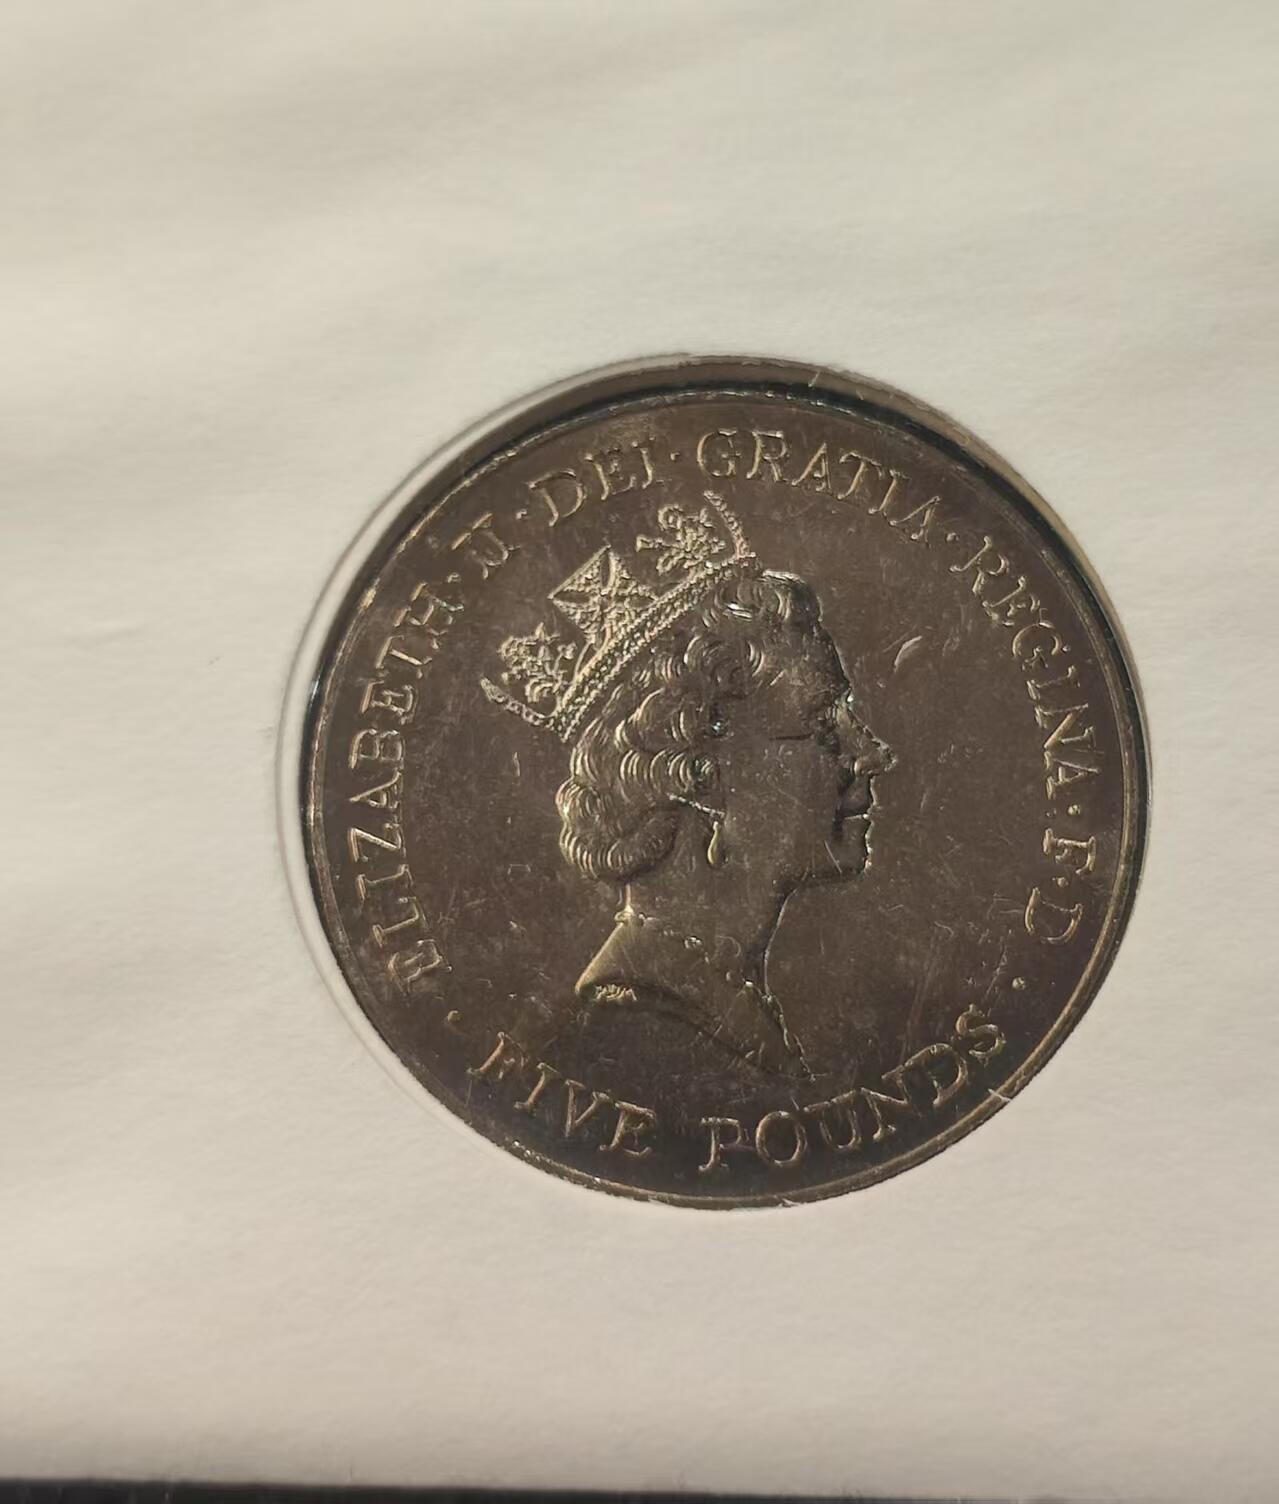 ELIZABETH · II · DEI · GRATIA · REGINA · F · D ·
FIVE POUNDS ·